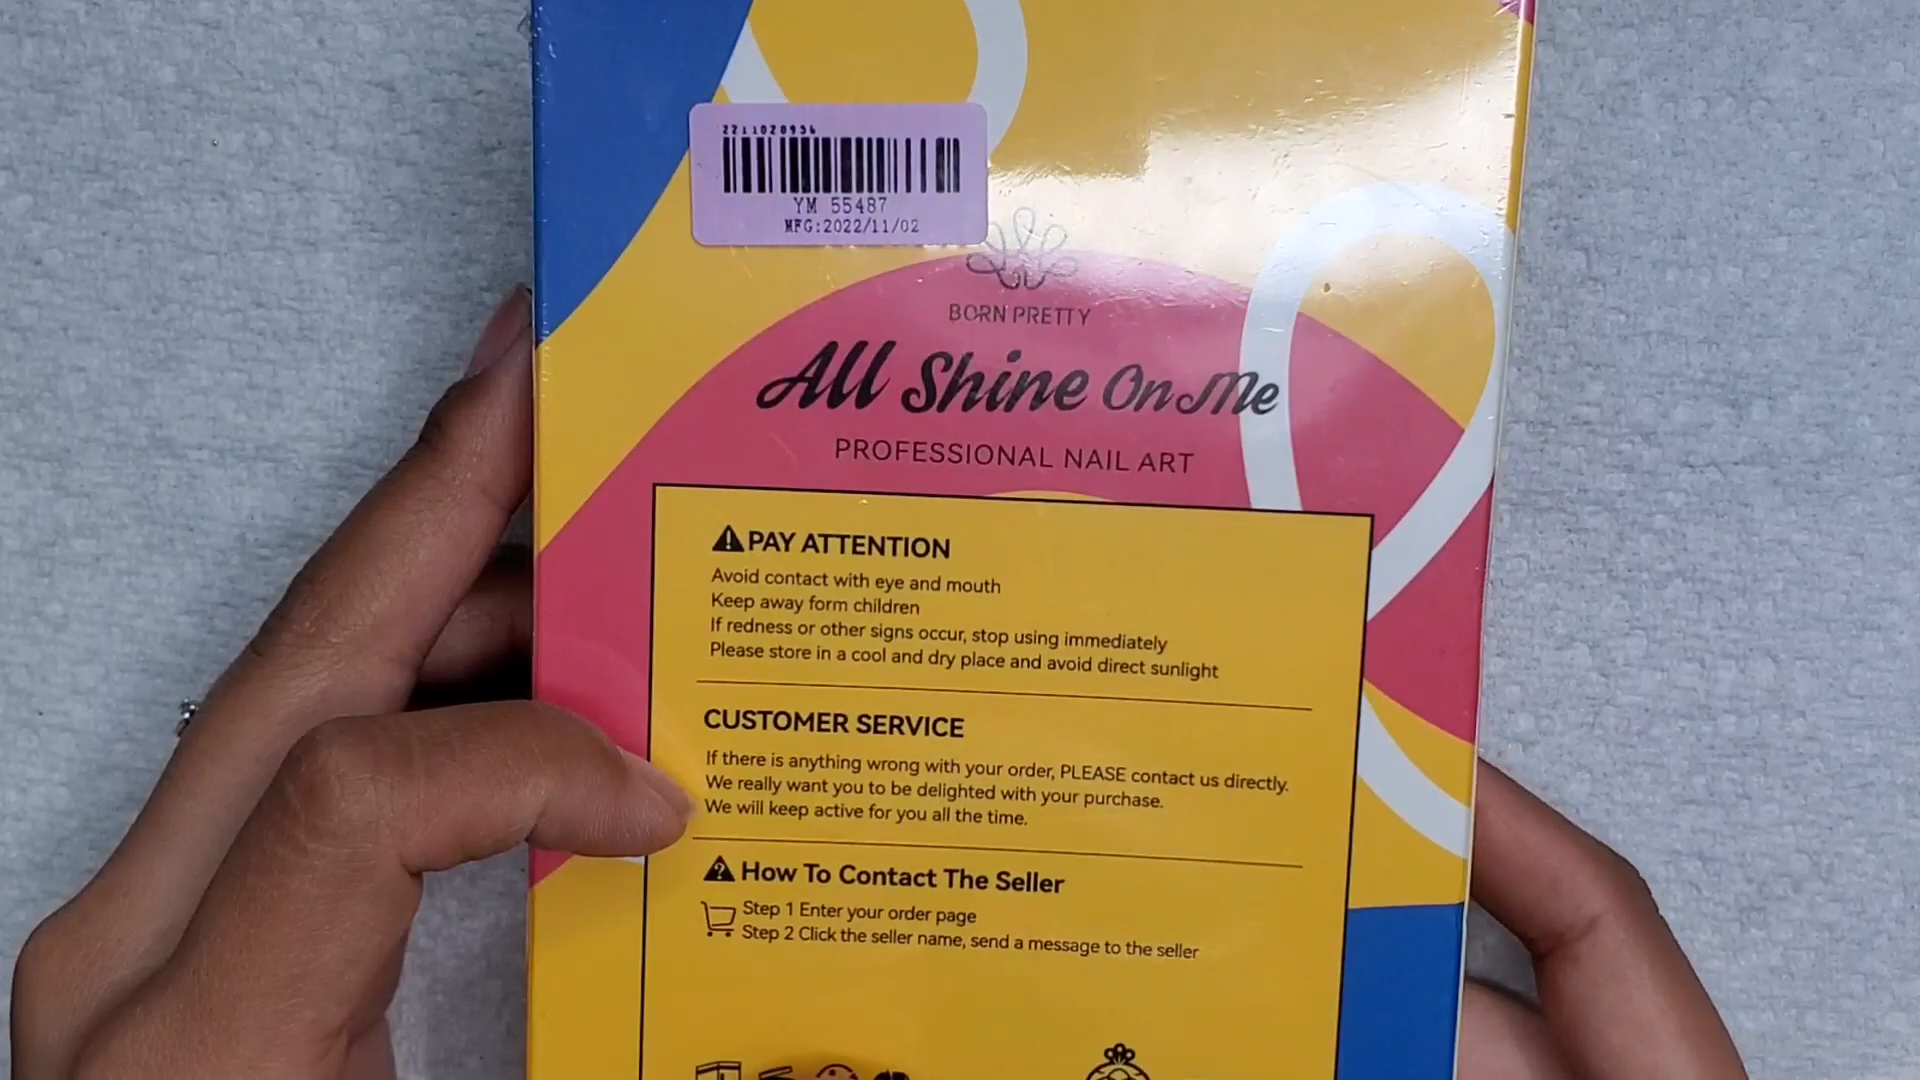 2211020936
YM 55487
MFG:2022/11/02
BORN PRETTY
All Shine On Me
PROFESSIONAL NAIL ART
PAY ATTENTION
Avoid contact with eye and mouth
Keep away form children
If redness or other signs occur, stop using immediately
Please store in a cool and dry place and avoid direct sunlight
CUSTOMER SERVICE
If there is anything wrong with your order, PLEASE contact us directly.
We really want you to be delighted with your purchase.
We will keep active for you all the time.
How To Contact The Seller
Step 1 Enter your order page
Step 2 Click the seller name, send a message to the seller